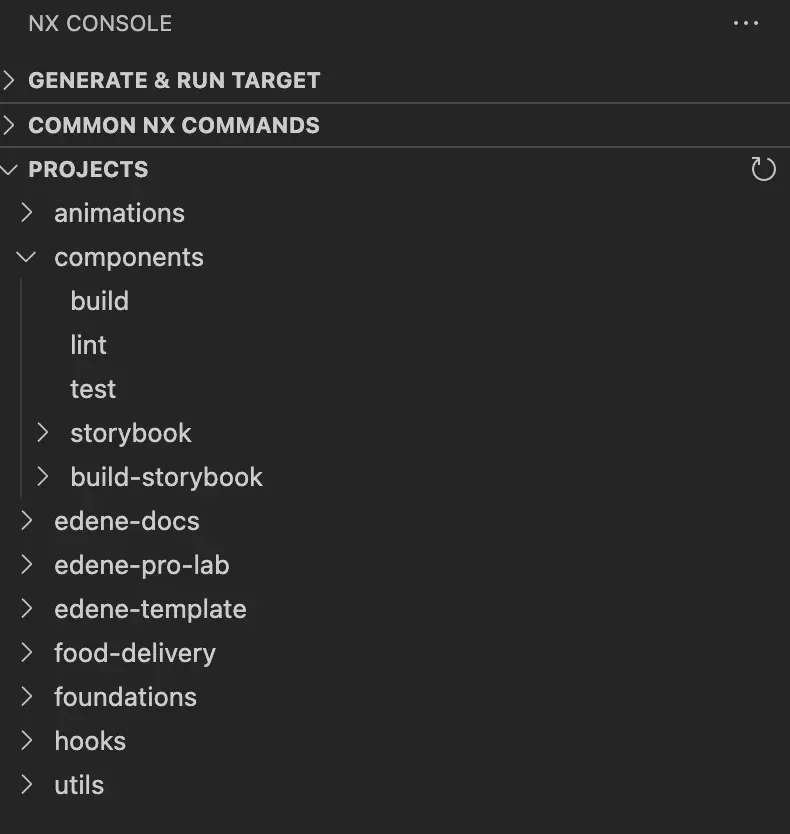 NX CONSOLE
GENERATE & RUN TARGET
COMMON NX COMMANDS
PROJECTS
animations
components
build
lint
test
storybook
build-storybook
edene-docs
edene-pro-lab
edene-template
food-delivery
foundations
hooks
utils